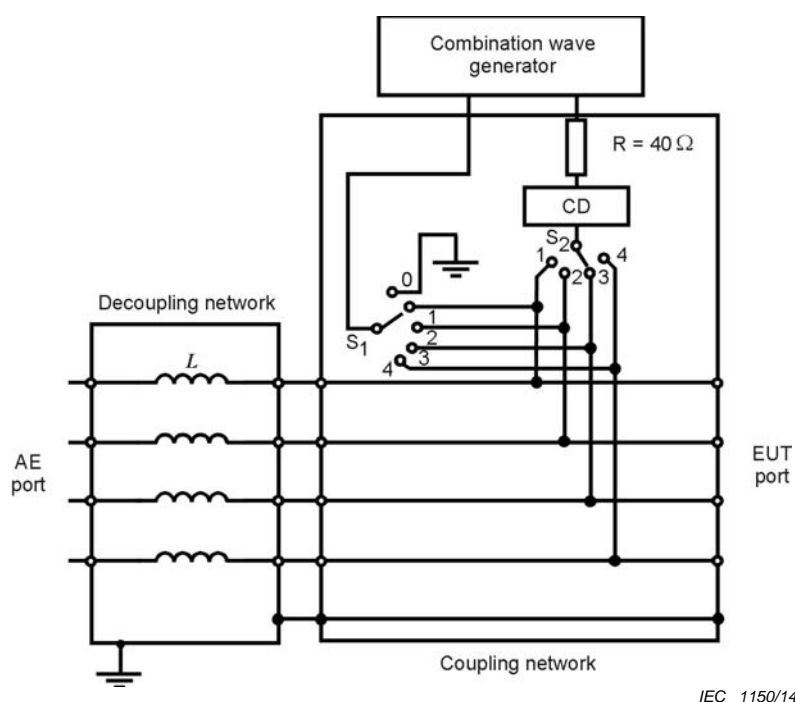 Combination wave
generator
R = 40 Ω
CD
S2
1
2
3
4
0
Decoupling network
S1
1
2
3
4
L
AE
port
EUT
port
Coupling network
IEC 1150/14